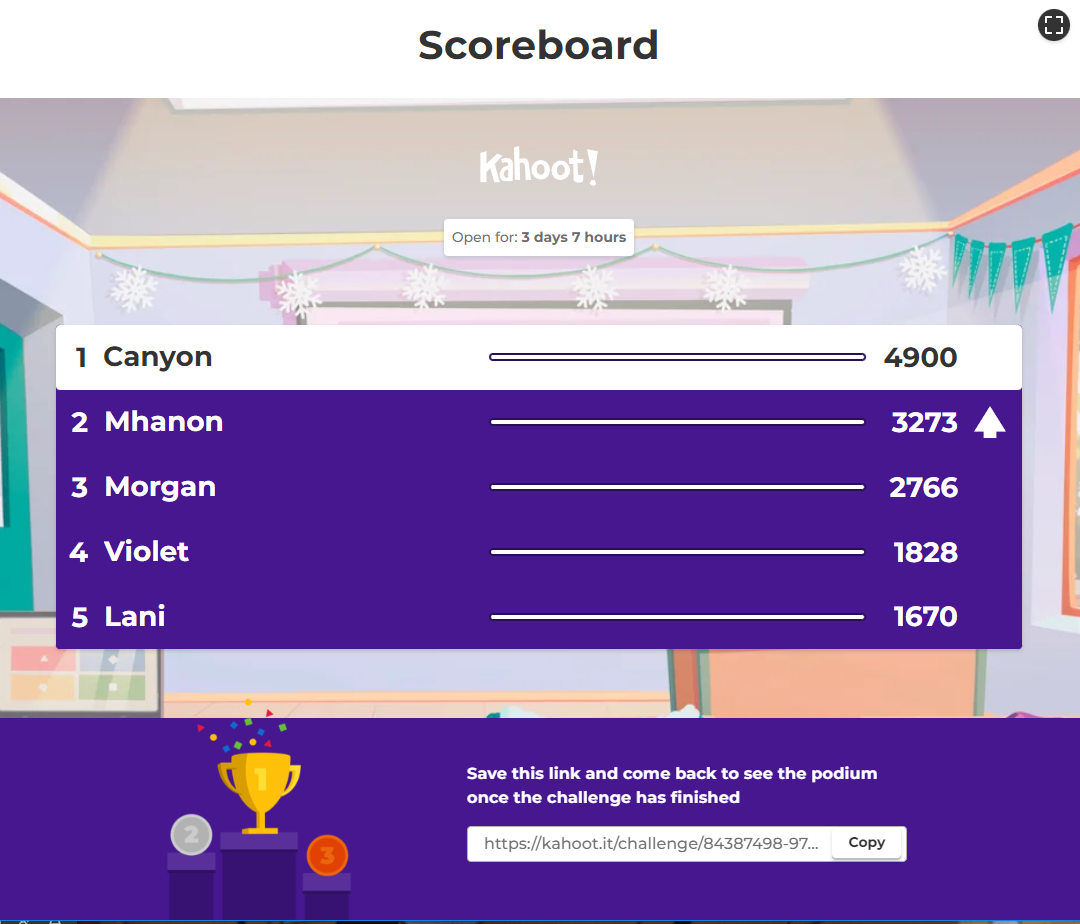 Scoreboard
Kahoot!
Open for: 3 days 7 hours
1 Canyon 4900
2 Mhanon 3273
3 Morgan 2766
4 Violet 1828
5 Lani 1670
1
2
3
Save this link and come back to see the podium
once the challenge has finished
https://kahoot.it/challenge/84387498-97... Copy